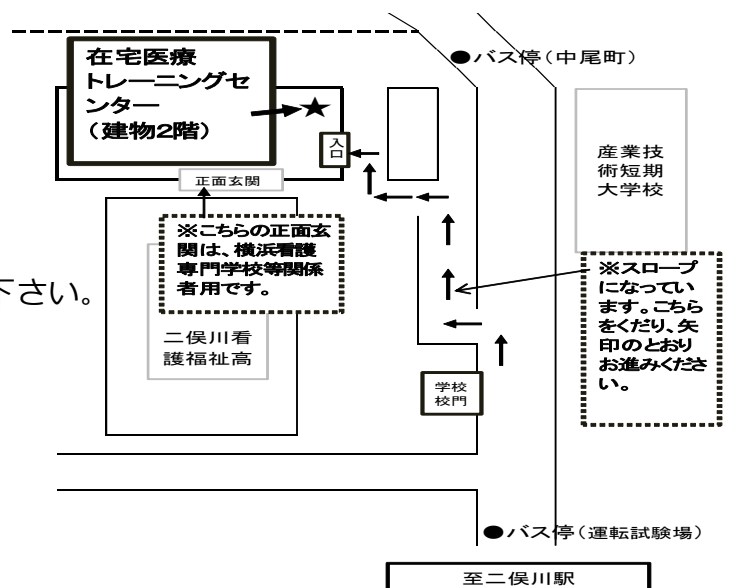 在宅医療
トレーニングセ
ンター
（建物2階）
★
入口
正面玄関
●バス停（中尾町）
産業技
術短期
大学校
※こちらの正面玄
関は、横浜看護
専門学校等関係
者用です。
下さい。
二俣川看
護福祉高
※スロープ
になってい
ます。こちら
をくだり、矢
印のとおり
お進みくださ
い。
学校
校門
●バス停（運転試験場）
至二俣川駅